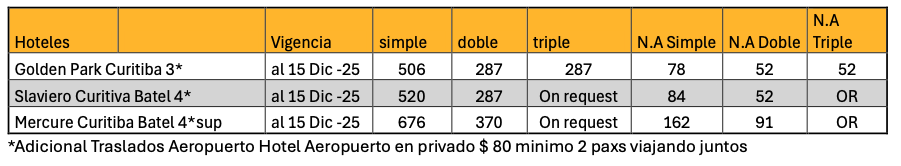 N.A
Hoteles Vigencia simple doble triple N.A Simple N.A Doble Triple
Golden Park Curitiba 3* al 15 Dic -25 506 287 287 78 52 52
Slaviero Curitiva Batel 4* al 15 Dic -25 520 287 On request 84 52 OR
Mercure Curitiba Batel 4*sup al 15 Dic -25 676 370 On request 162 91 OR
*Adicional Traslados Aeropuerto Hotel Aeropuerto en privado $ 80 minimo 2 paxs viajando juntos